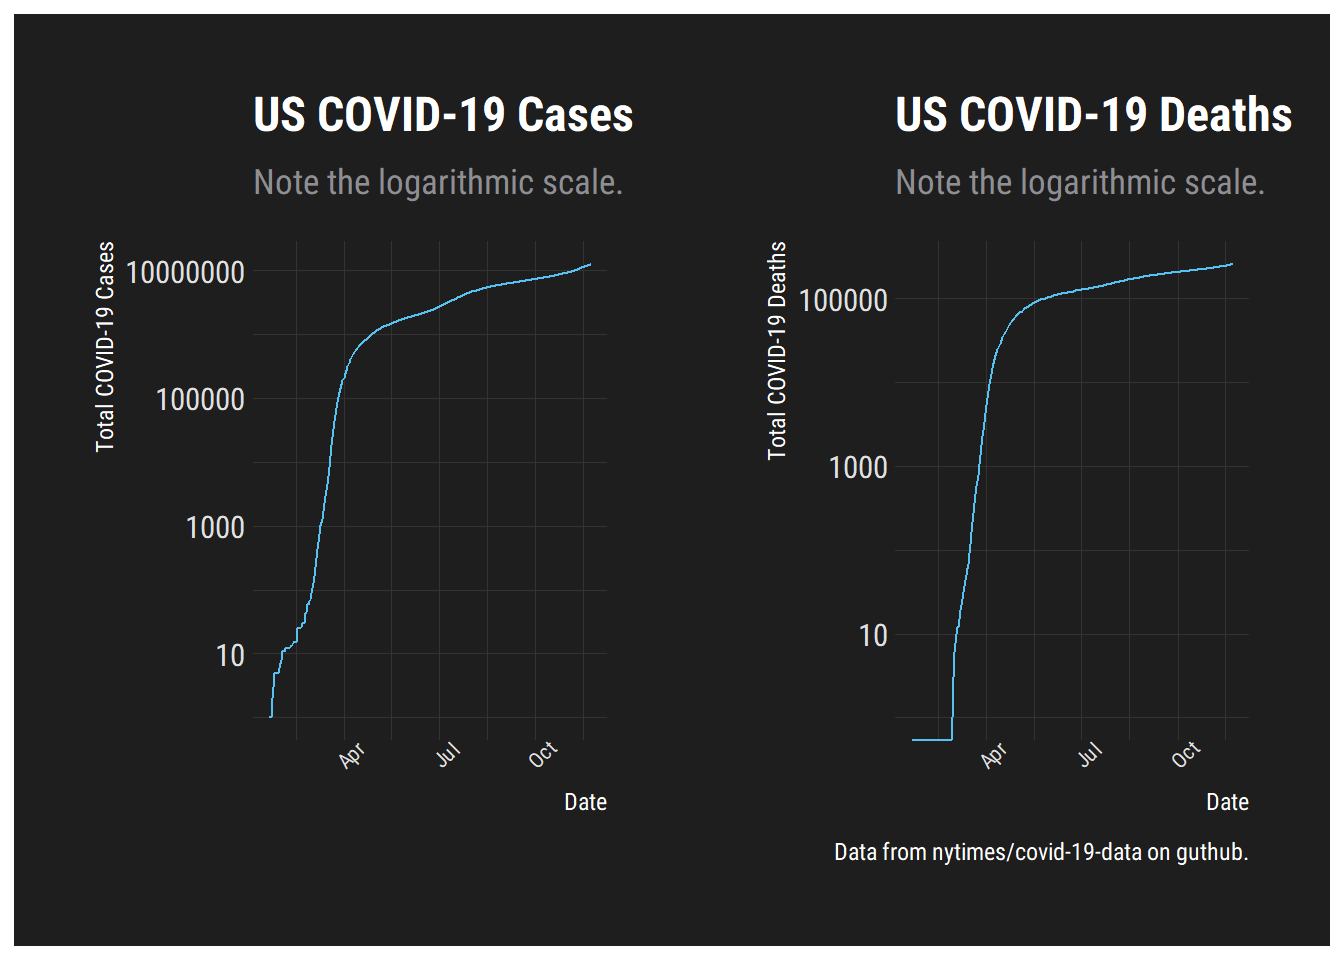 US COVID-19 Cases
Note the logarithmic scale.
Total COVID-19 Cases
10000000
100000
1000
10
Apr
Jul
Oct
Date
US COVID-19 Deaths
Note the logarithmic scale.
Total COVID-19 Deaths
100000
1000
10
Apr
Jul
Oct
Date
Data from nytimes/covid-19-data on guthub.